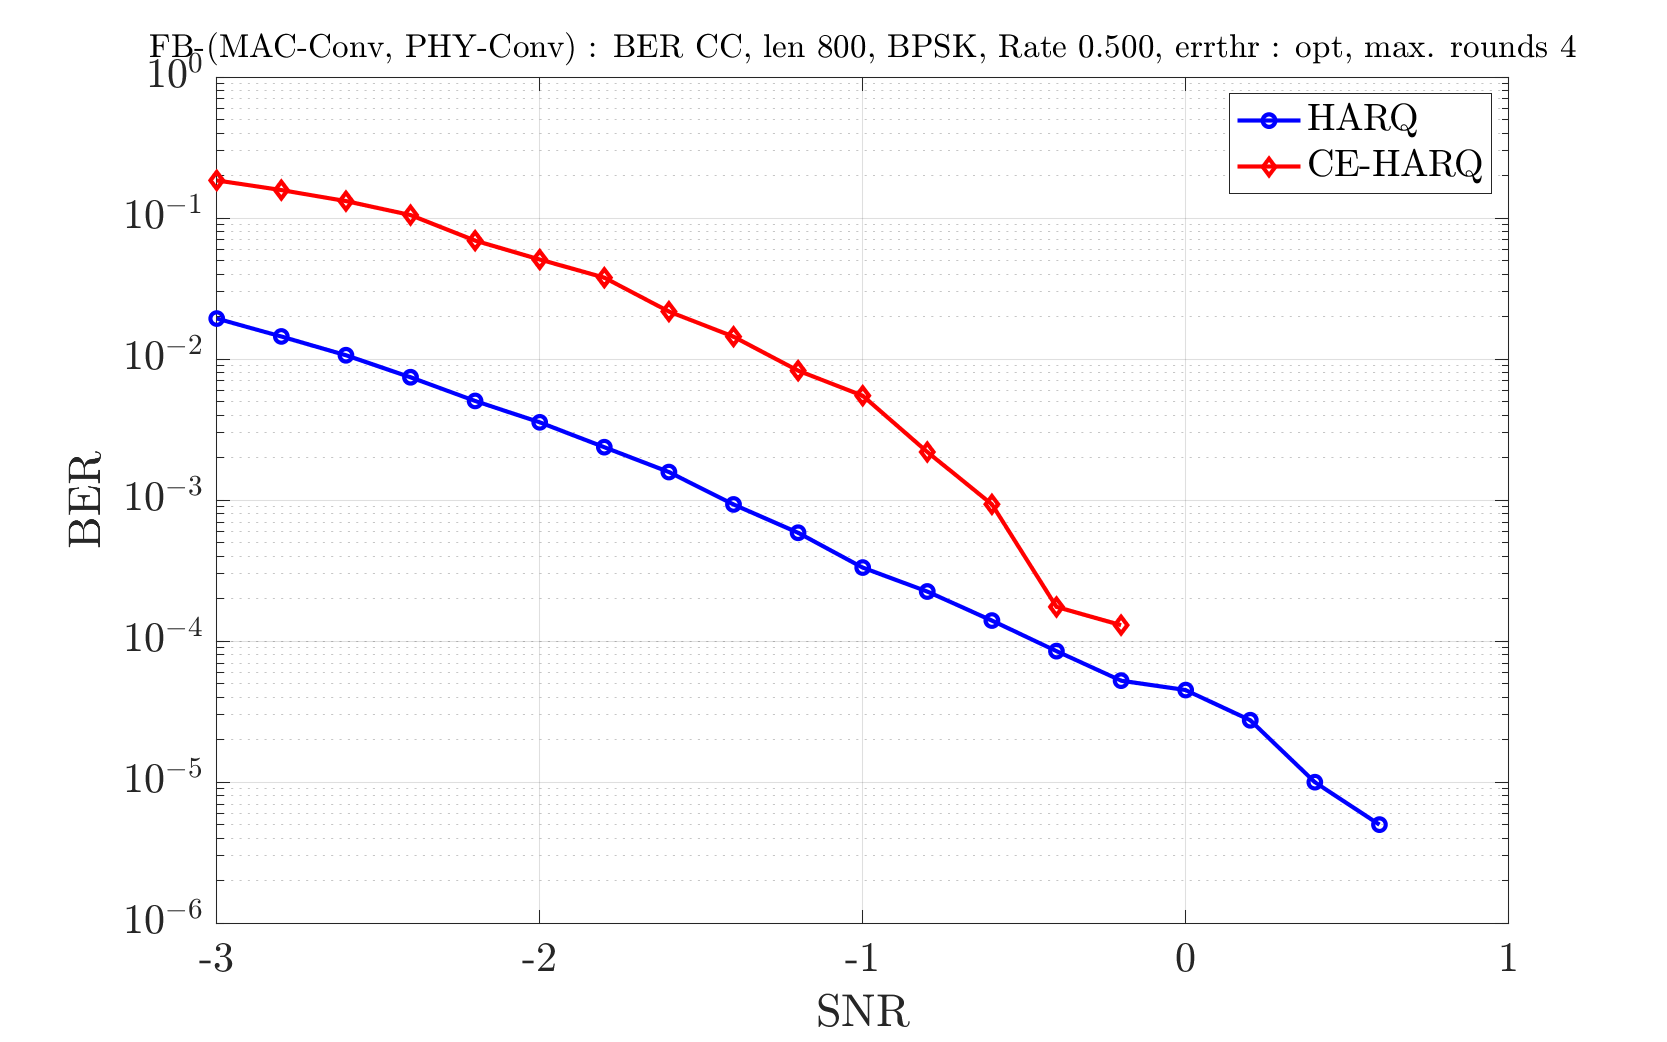 FB-(MAC-Conv, PHY-Conv) : BER CC, len 800, BPSK, Rate 0.500, errthr : opt, max. rounds 4
10^0
HARQ
CE-HARQ
10^−1
10^−2
BER
10^−3
10^−4
10^−5
10^−6
-3 -2 -1 0 1
SNR